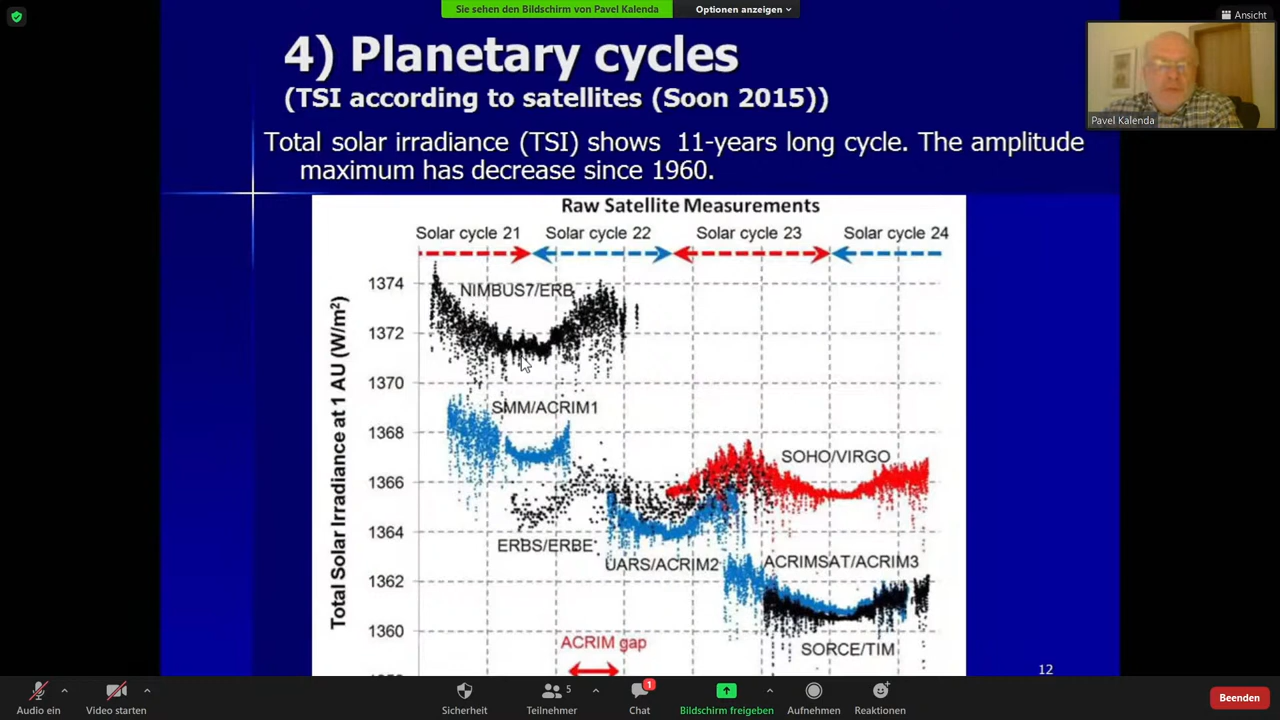 Sie sehen den Bildschirm von Pavel Kalenda
Optionen anzeigen
Ansicht
4) Planetary cycles
(TSI according to satellites (Soon 2015))
Total solar irradiance (TSI) shows 11-years long cycle. The amplitude
maximum has decrease since 1960.
Pavel Kalenda
Raw Satellite Measurements
Solar cycle 21
Solar cycle 22
Solar cycle 23
Solar cycle 24
Total Solar Irradiance at 1 AU (W/m²)
1374
1372
1370
1368
1366
1364
1362
1360
NIMBUS7/ERB
SMM/ACRIM1
SOHO/VIRGO
ERBS/ERBE
UARS/ACRIM2
ACRIMSAT/ACRIM3
SORCE/TIM
ACRIM gap
12
Audio ein
Video starten
Sicherheit
5
Teilnehmer
1
Chat
Bildschirm freigeben
Aufnehmen
Reaktionen
Beenden